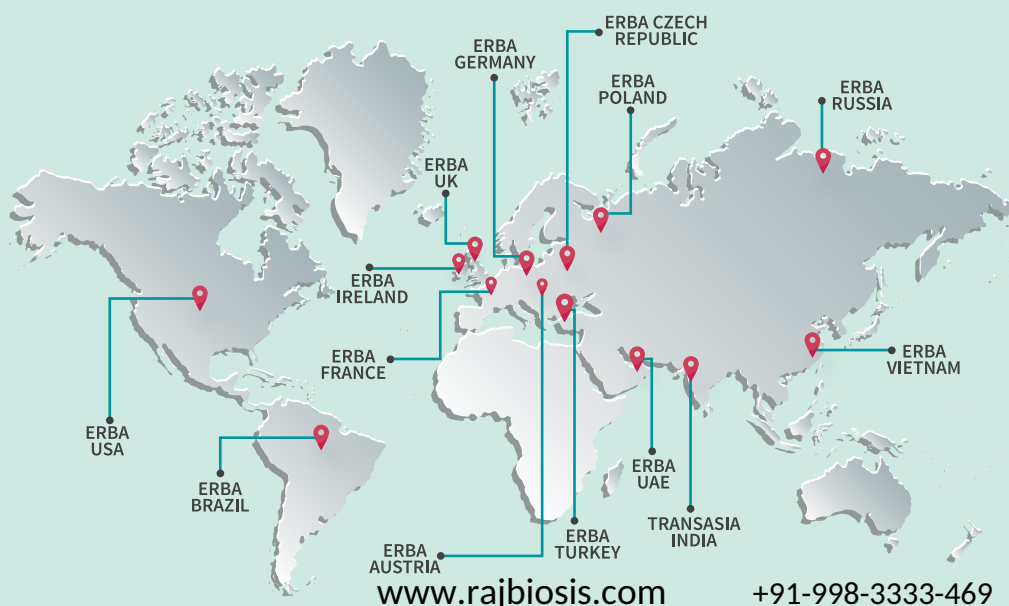 ERBA CZECH
REPUBLIC
ERBA
GERMANY
ERBA
POLAND
ERBA
RUSSIA
ERBA
UK
ERBA
IRELAND
ERBA
FRANCE
ERBA
VIETNAM
ERBA
USA
ERBA
BRAZIL
ERBA
UAE
TRANSASIA
INDIA
ERBA
TURKEY
ERBA
AUSTRIA
www.rajbiosis.com
+91-998-3333-469